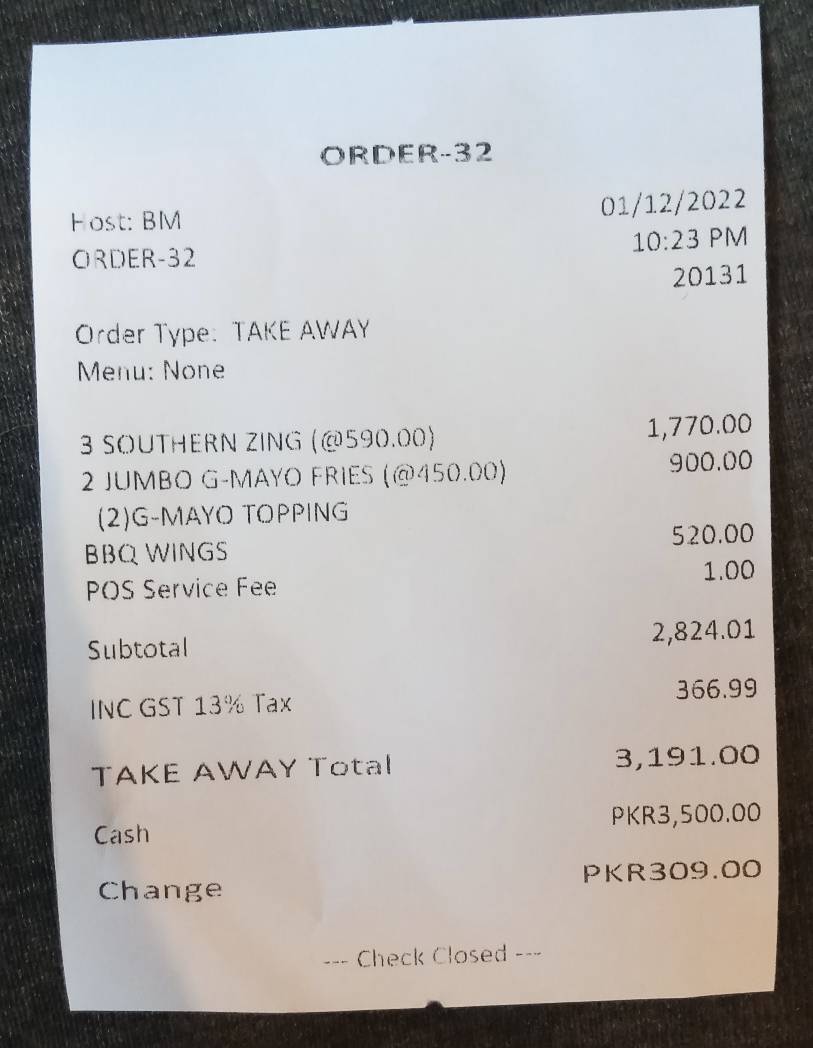 ORDER-32
Host: BM 01/12/2022
ORDER-32 10:23 PM
20131
Order Type: TAKE AWAY
Menu: None
3 SOUTHERN ZING (@590.00) 1,770.00
2 JUMBO G-MAYO FRIES (@450.00) 900.00
(2)G-MAYO TOPPING
BBQ WINGS 520.00
POS Service Fee 1.00
Subtotal 2,824.01
INC GST 13% Tax 366.99
TAKE AWAY Total 3,191.00
Cash PKR3,500.00
Change PKR309.00
--- Check Closed ---